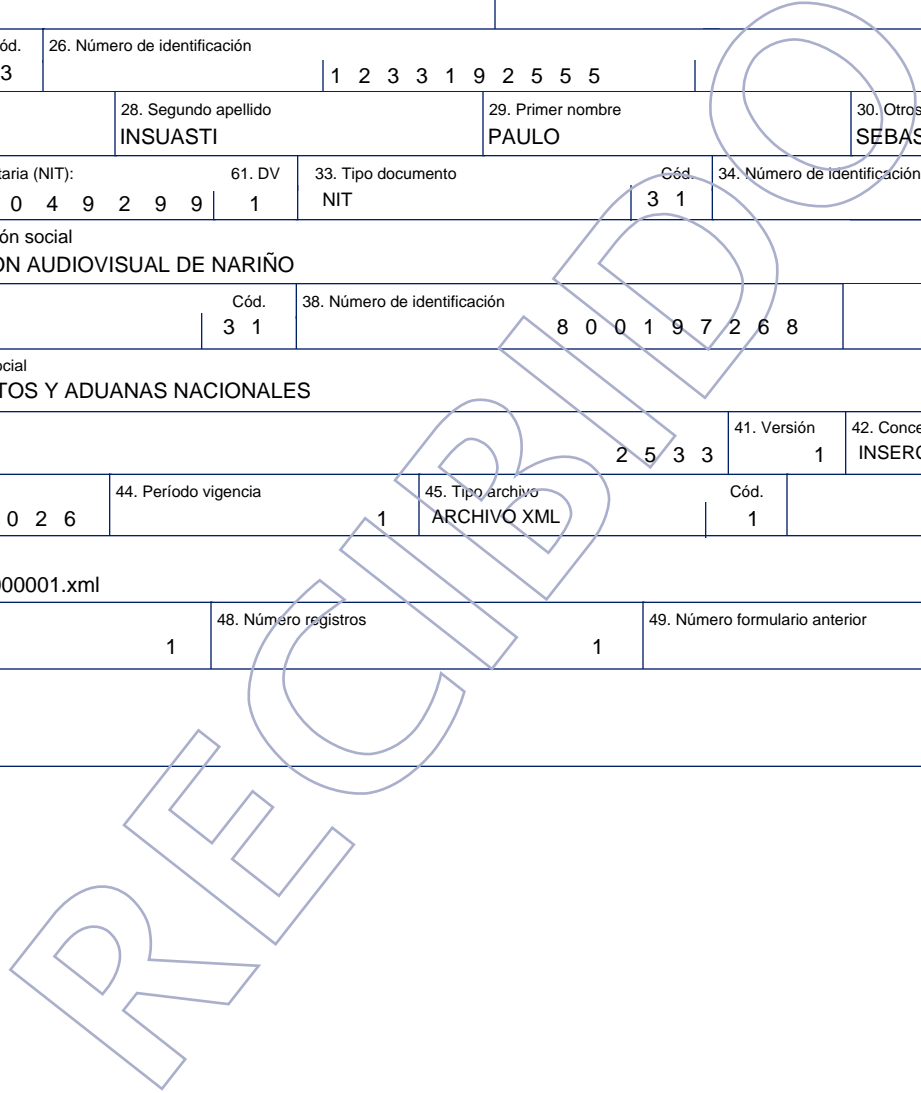 ód. 26. Número de identificación
3 1 2 3 3 1 9 2 5 5 5
28. Segundo apellido 29. Primer nombre 30. Otros
INSUASTI PAULO SEBAS
taria (NIT): 61. DV 33. Tipo documento Cód. 34. Número de identificación
0 4 9 2 9 9 1 NIT 3 1
ón social
ON AUDIOVISUAL DE NARIÑO
Cód. 38. Número de identificación
3 1 8 0 0 1 9 7 2 6 8
ocial
TOS Y ADUANAS NACIONALES
41. Versión 42. Conce
2 5 3 3 1 INSERC
44. Período vigencia 45. Tipo archivo Cód.
0 2 6 1 ARCHIVO XML 1
000001.xml
48. Número registros 49. Número formulario anterior
1 1
RECIBIDO